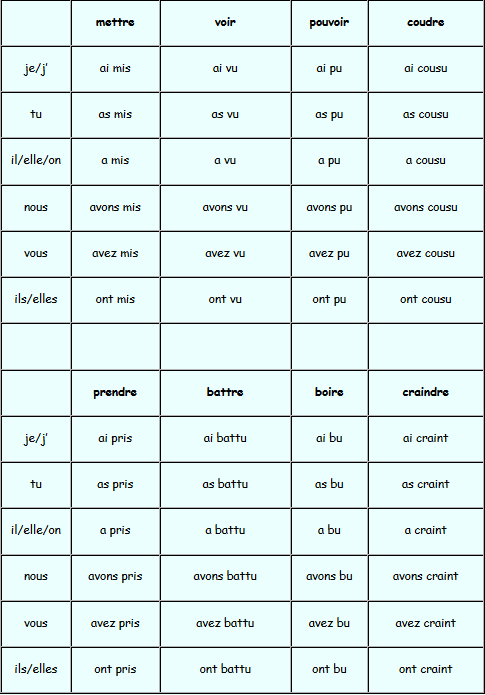 mettre voir pouvoir coudre
je/j' ai mis ai vu ai pu ai cousu
tu as mis as vu as pu as cousu
il/elle/on a mis a vu a pu a cousu
nous avons mis avons vu avons pu avons cousu
vous avez mis avez vu avez pu avez cousu
ils/elles ont mis ont vu ont pu ont cousu
prendre battre boire craindre
je/j' ai pris ai battu ai bu ai craint
tu as pris as battu as bu as craint
il/elle/on a pris a battu a bu a craint
nous avons pris avons battu avons bu avons craint
vous avez pris avez battu avez bu avez craint
ils/elles ont pris ont battu ont bu ont craint